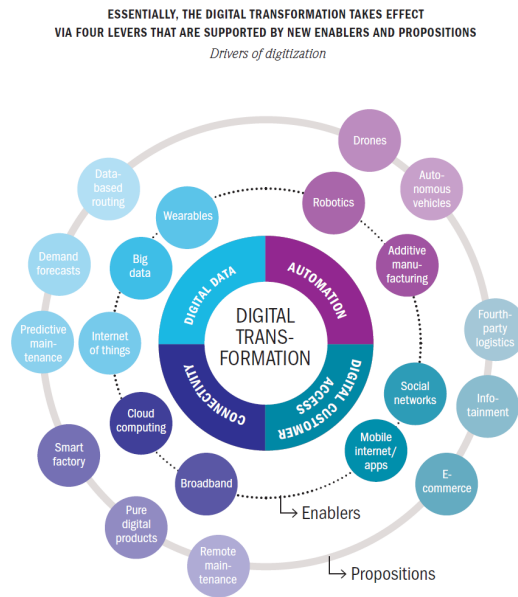 ESSENTIALLY, THE DIGITAL TRANSFORMATION TAKES EFFECT
VIA FOUR LEVERS THAT ARE SUPPORTED BY NEW ENABLERS AND PROPOSITIONS
Drivers of digitization
Drones
Auto-
nomous
vehicles
Data-
based
routing
Wearables
Robotics
Demand
forecasts
Big
data
Additive
manu-
facturing
DIGITAL DATA
AUTOMATION
DIGITAL
TRANS-
FORMATION
CONNECTIVITY
DIGITAL CUSTOMER
ACCESS
Predictive
main-
tenance
Internet
of things
Fourth-
party
logistics
Social
networks
Info-
tainment
Cloud
computing
Mobile
internet/
apps
Smart
factory
Broadband
E-
commerce
Enablers
Pure
digital
products
Remote
main-
tenance
Propositions